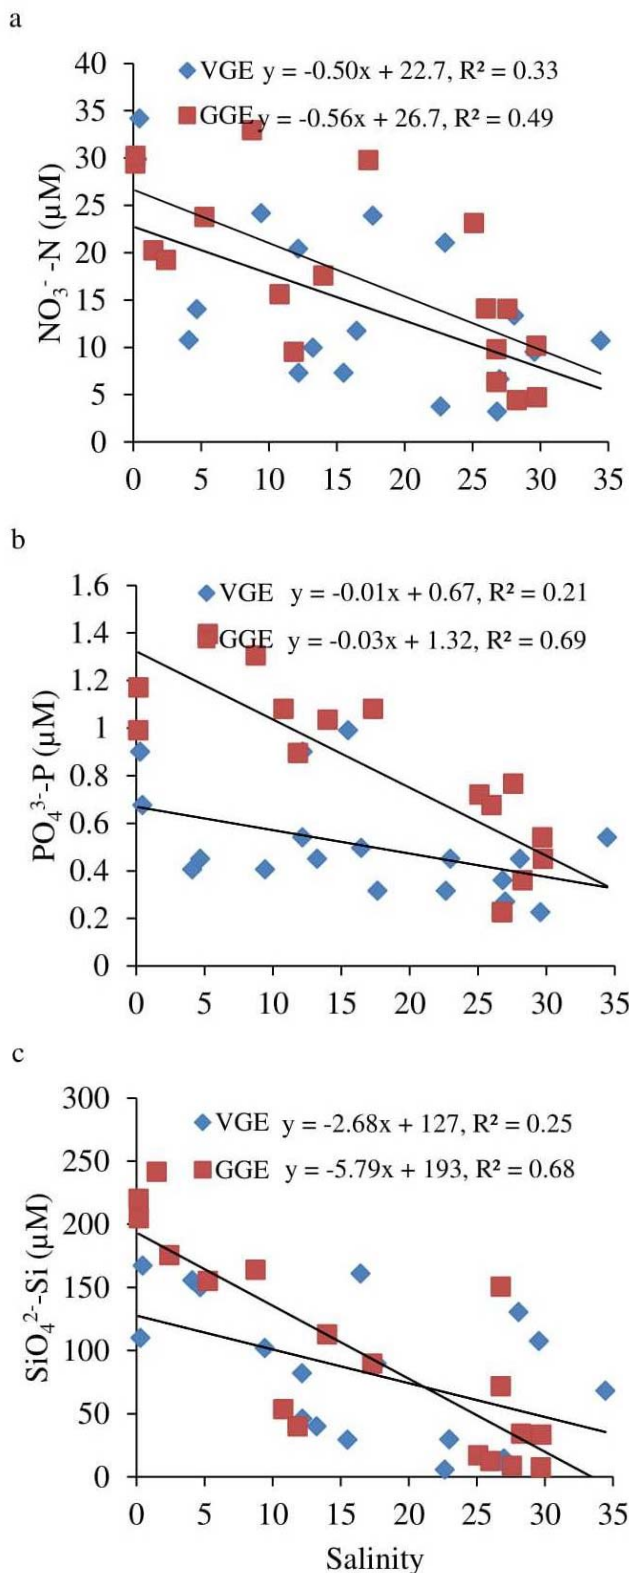 a
VGE y = -0.50x + 22.7, R² = 0.33
GGE y = -0.56x + 26.7, R² = 0.49
40
35
30
25
20
15
10
5
0
NO₃⁻ -N (µM)
0 5 10 15 20 25 30 35
b
VGE y = -0.01x + 0.67, R² = 0.21
GGE y = -0.03x + 1.32, R² = 0.69
1.6
1.4
1.2
1
0.8
0.6
0.4
0.2
0
PO₄³⁻-P (µM)
0 5 10 15 20 25 30 35
c
VGE y = -2.68x + 127, R² = 0.25
GGE y = -5.79x + 193, R² = 0.68
300
250
200
150
100
50
0
SiO₄²⁻-Si (µM)
0 5 10 15 20 25 30 35
Salinity